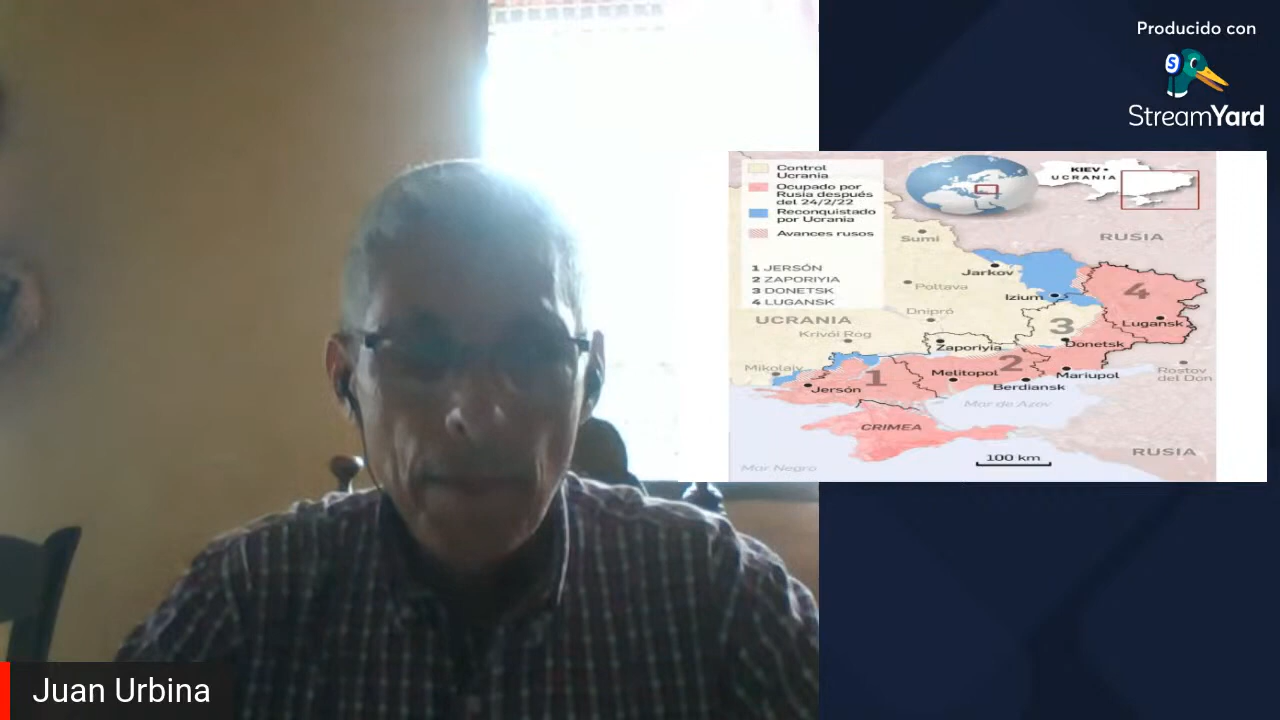 Producido con
StreamYard
Control
Ucrania
Ocupado por
Rusia después
del 24/2/22
Reconquistado
por Ucrania
Avances rusos
1 JERSÓN
2 ZAPORIYIA
3 DONETSK
4 LUGANSK
KIEV
UCRANIA
RUSIA
Sumi
Jarkov
Poltava
Izium
4
Dnipró
UCRANIA
3
Lugansk
Krivói Rog
Zaporiyia
Donetsk
Mikolaiv
1
Melitopol
2
Mariupol
Rostov
del Don
Jersón
Berdiansk
Mar de Azov
CRIMEA
RUSIA
100 km
Mar Negro
Juan Urbina